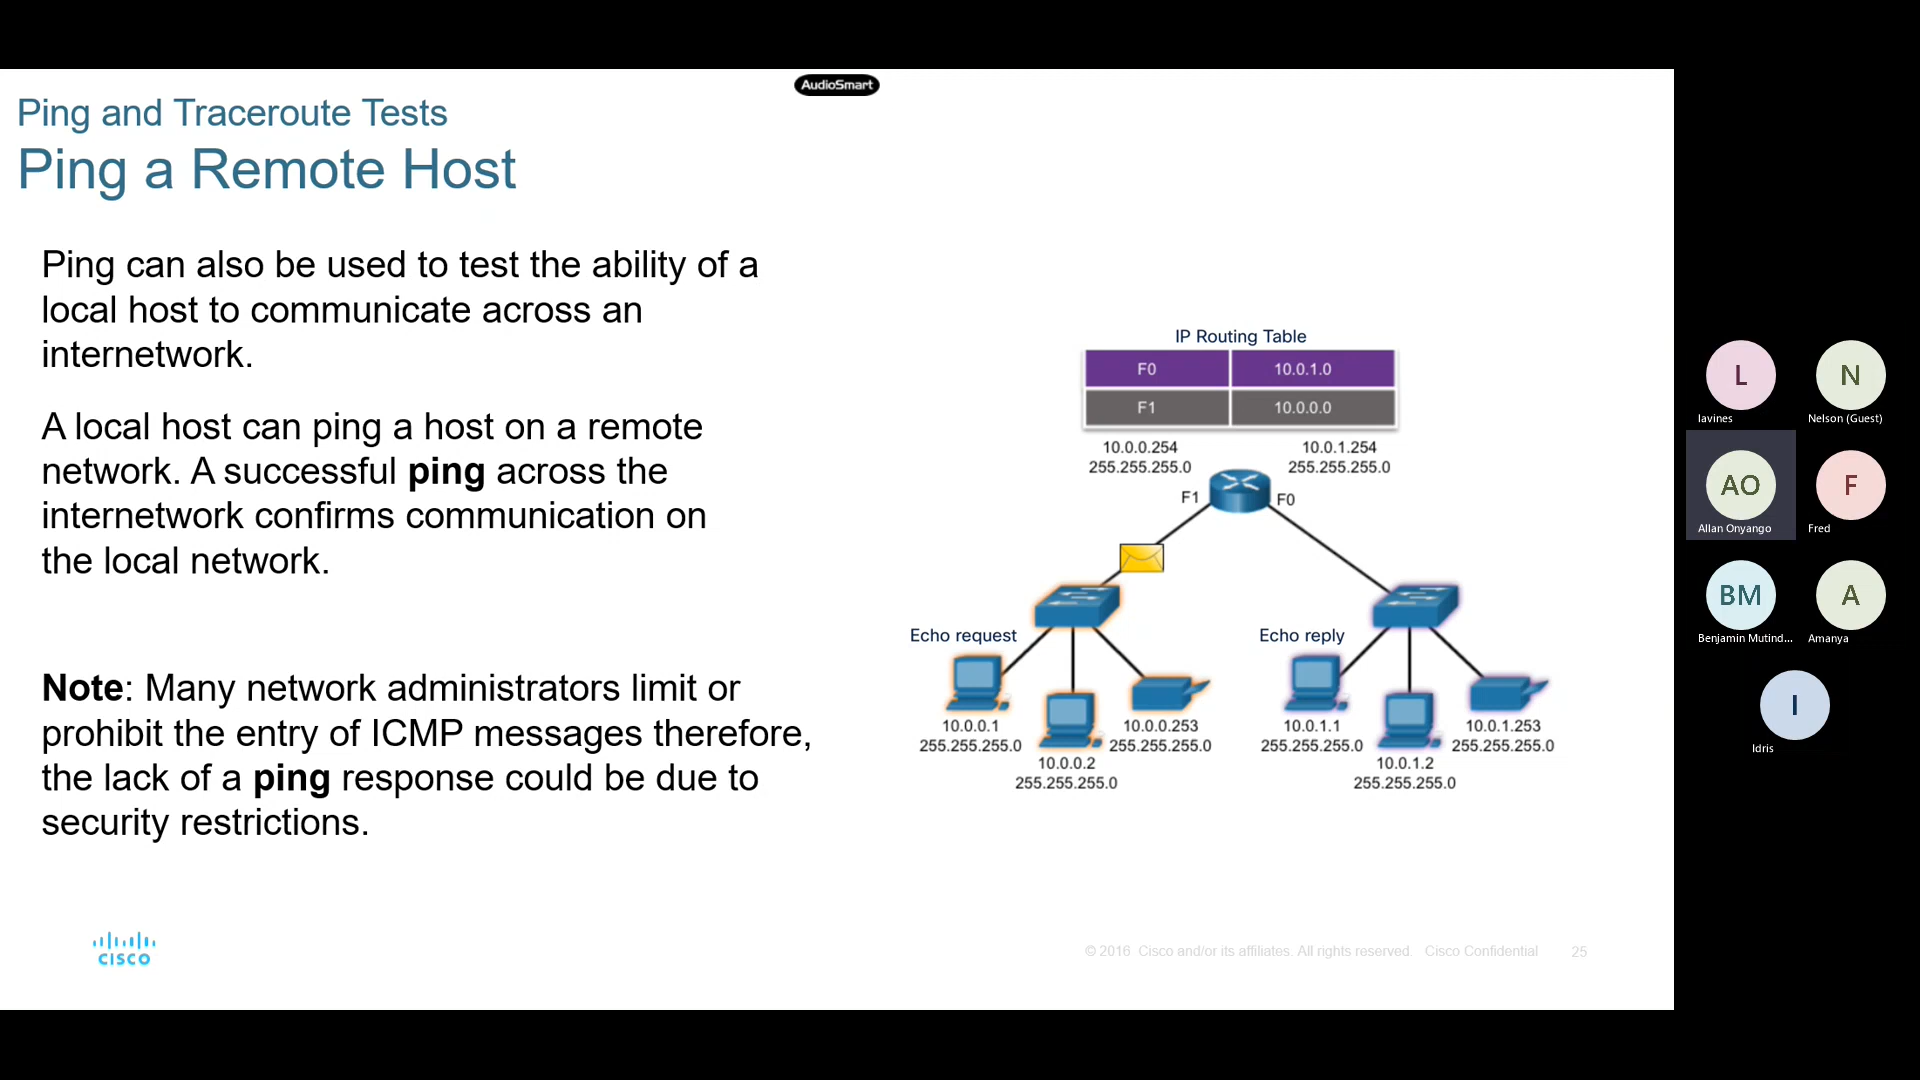 AudioSmart
Ping and Traceroute Tests
Ping a Remote Host
Ping can also be used to test the ability of a
local host to communicate across an
internetwork.
A local host can ping a host on a remote
network. A successful ping across the
internetwork confirms communication on
the local network.
Note: Many network administrators limit or
prohibit the entry of ICMP messages therefore,
the lack of a ping response could be due to
security restrictions.
IP Routing Table
F0 10.0.1.0
F1 10.0.0.0
10.0.0.254 10.0.1.254
255.255.255.0 255.255.255.0
F1 F0
Echo request Echo reply
10.0.0.1 10.0.0.253 10.0.1.1 10.0.1.253
255.255.255.0 255.255.255.0 255.255.255.0 255.255.255.0
10.0.0.2 10.0.1.2
255.255.255.0 255.255.255.0
CISCO
© 2016 Cisco and/or its affiliates. All rights reserved. Cisco Confidential 25
L N
lavines Nelson (Guest)
AO F
Allan Onyango Fred
BM A
Benjamin Mutind... Amanya
I
Idris